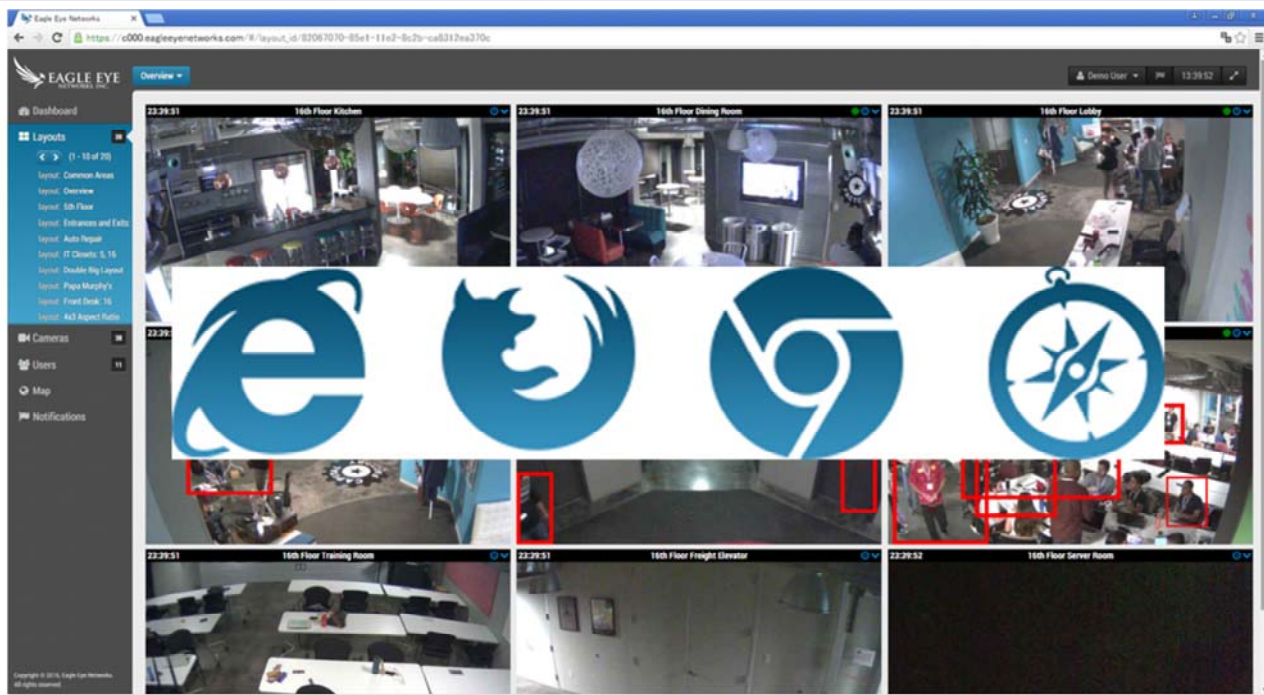 Eagle Eye Networks
https://c000.eagleeyenetworks.com/#/layout_id/82067070-85e1-11e2-8c2b-ca8312ea370c
EAGLE EYE
NETWORKS INC.
Overview
Demo User
13:39:52
Dashboard
Layouts
(1 - 10 of 20)
layout: Common Areas
layout: Overview
layout: 5th Floor
layout: Entrances and Exits
layout: Auto Repair
layout: IT Closets: 5, 16
layout: Double Big Layout
layout: Papa Murphy's
layout: Front Desk: 16
layout: 4x3 Aspect Ratio
Cameras
Users 11
Map
Notifications
23:39:51 16th Floor Kitchen
23:39:51 16th Floor Dining Room
23:39:51 16th Floor Lobby
23:39:51 16th Floor Training Room
23:39:51 16th Floor Freight Elevator
23:39:52 16th Floor Server Room
Copyright © 2016, Eagle Eye Networks.
All rights reserved